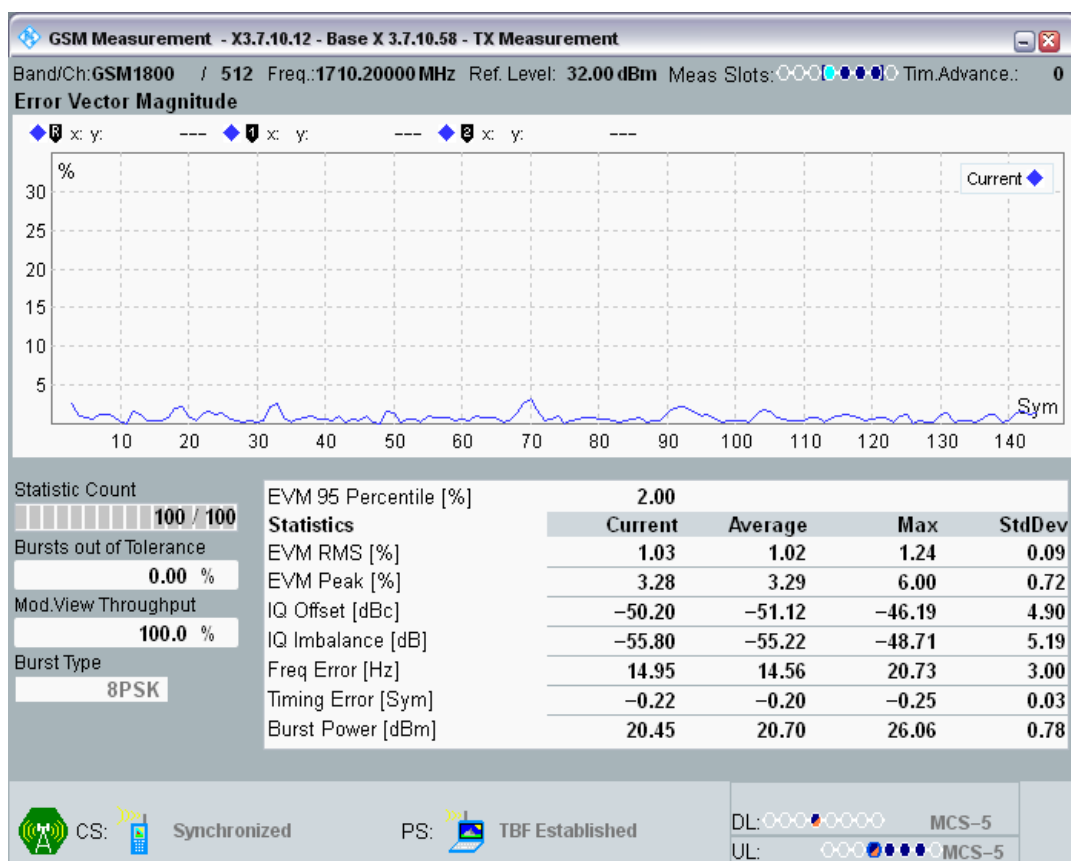 GSM Measurement - X3.7.10.12 - Base X 3.7.10.58 - TX Measurement
Band/Ch:GSM1800 / 512 Freq.:1710.20000 MHz Ref. Level: 32.00 dBm Meas Slots: Tim.Advance.: 0
Error Vector Magnitude
R x: y: --- 1 x: y: --- 2 x: y: ---
%
Current
30
25
20
15
10
5
Sym
10 20 30 40 50 60 70 80 90 100 110 120 130 140
Statistic Count
100 / 100
Bursts out of Tolerance
0.00 %
Mod.View Throughput
100.0 %
Burst Type
8PSK
EVM 95 Percentile [%] 2.00
Statistics Current Average Max StdDev
EVM RMS [%] 1.03 1.02 1.24 0.09
EVM Peak [%] 3.28 3.29 6.00 0.72
IQ Offset [dBc] −50.20 −51.12 −46.19 4.90
IQ Imbalance [dB] −55.80 −55.22 −48.71 5.19
Freq Error [Hz] 14.95 14.56 20.73 3.00
Timing Error [Sym] −0.22 −0.20 −0.25 0.03
Burst Power [dBm] 20.45 20.70 26.06 0.78
CS: Synchronized PS: TBF Established
DL: MCS−5
UL: MCS−5